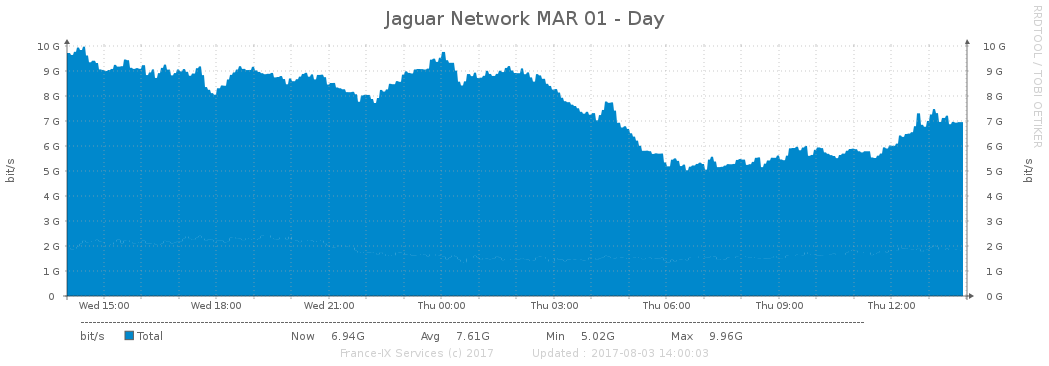 Jaguar Network MAR 01 - Day
RRDTOOL / TOBI OETIKER
bit/s
10 G 10 G
9 G 9 G
8 G 8 G
7 G 7 G
6 G 6 G
5 G 5 G
4 G 4 G
3 G 3 G
2 G 2 G
1 G 1 G
0 0 G
bit/s
Wed 15:00 Wed 18:00 Wed 21:00 Thu 00:00 Thu 03:00 Thu 06:00 Thu 09:00 Thu 12:00
bit/s Total Now 6.94G Avg 7.61G Min 5.02G Max 9.96G
France-IX Services (c) 2017 Updated : 2017-08-03 14:00:03